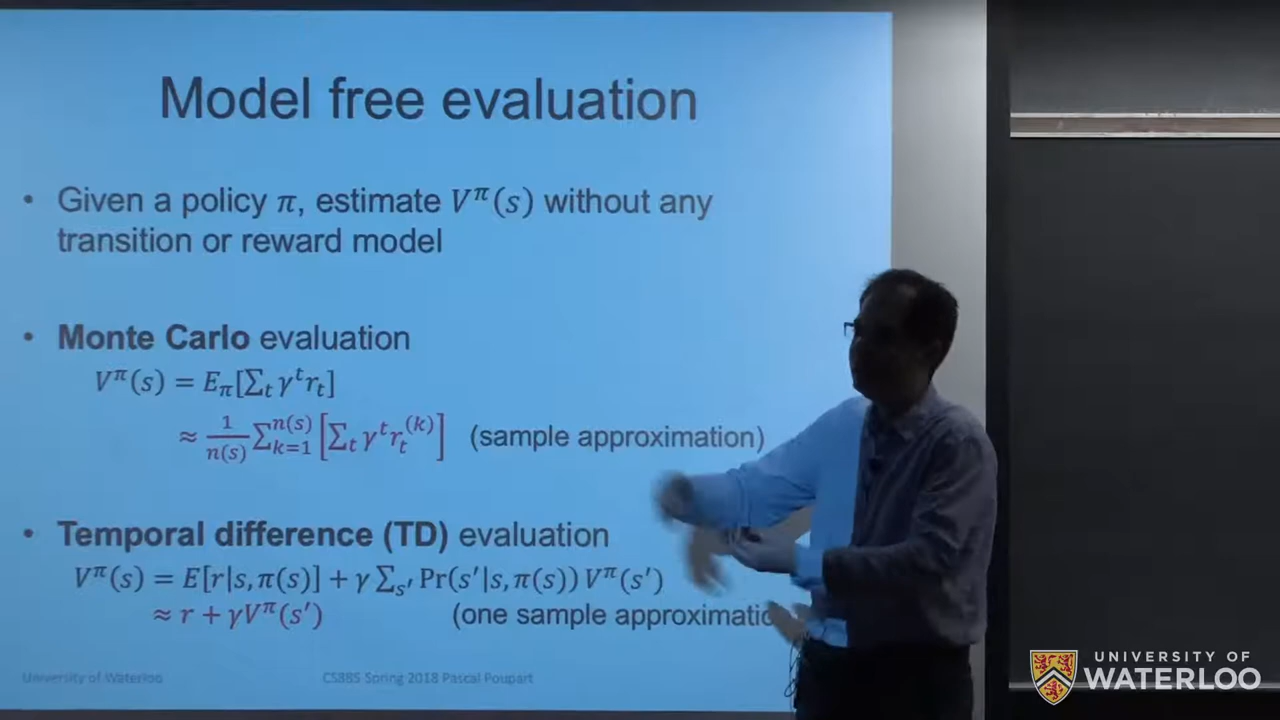 Model free evaluation
• Given a policy π, estimate V^π(s) without any
transition or reward model
• Monte Carlo evaluation
V^π(s) = E_π[∑_t γ^t r_t]
≈ 1/n(s) ∑_{k=1}^{n(s)} [∑_t γ^t r_t^{(k)}] (sample approximation)
• Temporal difference (TD) evaluation
V^π(s) = E[r|s, π(s)] + γ ∑_{s'} Pr(s'|s, π(s)) V^π(s')
≈ r + γV^π(s') (one sample approximatio
University of Waterloo CS885 Spring 2018 Pascal Poupart
UNIVERSITY OF
WATERLOO